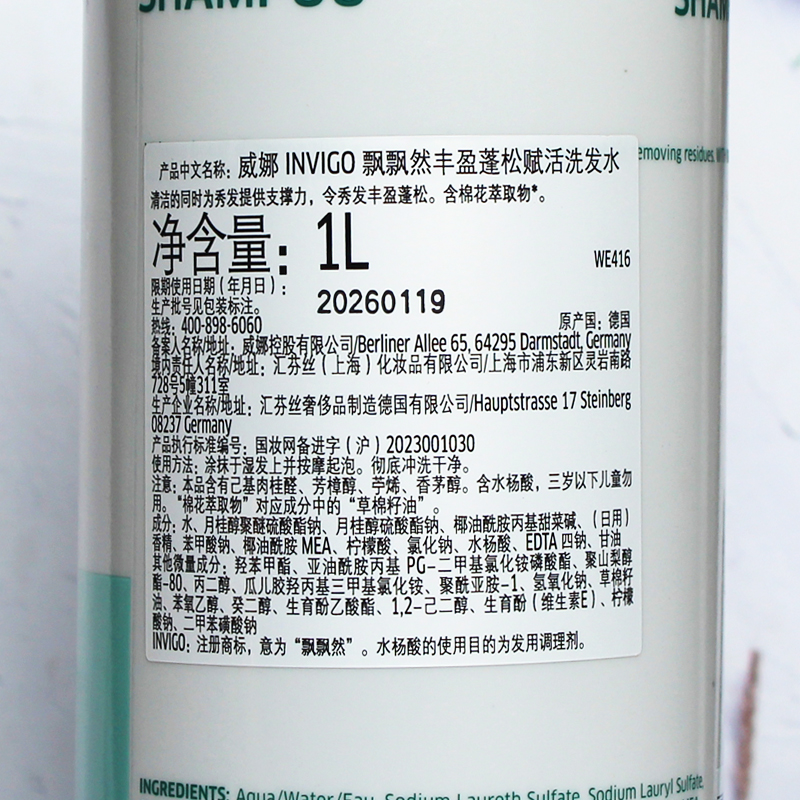 SHAMPOO
SHAM
emoving residues.
产品中文名称：威娜 INVIGO 飘飘然丰盈蓬松赋活洗发水
清洁的同时为秀发提供支撑力，令秀发丰盈蓬松。含棉花萃取物*。
净含量：1L
WE416
限期使用日期（年月日）：
生产批号见包装标注。
20260119
热线：400-898-6060
原产国：德国
备案人名称/地址：威娜控股有限公司/Berliner Allee 65, 64295 Darmstadt, Germany
境内责任人名称/地址：汇芬丝（上海）化妆品有限公司/上海市浦东新区灵岩南路
728号5幢311室
生产企业名称/地址：汇芬丝奢侈品制造德国有限公司/Hauptstrasse 17 Steinberg
08237 Germany
产品执行标准编号：国妆网备进字（沪）2023001030
使用方法：涂抹于湿发上并按摩起泡。彻底冲洗干净。
注意：本品含有己基肉桂醛、芳樟醇、苧烯、香茅醇。含水杨酸，三岁以下儿童勿
用。“棉花萃取物”对应成分中的“草棉籽油”。
成分：水、月桂醇聚醚硫酸酯钠、月桂醇硫酸酯钠、椰油酰胺丙基甜菜碱、（日用）
香精、苯甲酸钠、椰油酰胺 MEA、柠檬酸、氯化钠、水杨酸、EDTA 四钠、甘油
其他微量成分：羟苯甲酯、亚油酰胺丙基 PG-二甲基氯化铵磷酸酯、聚山梨醇
酯-80、丙二醇、瓜儿胶羟丙基三甲基氯化铵、聚酰亚胺-1、氢氧化钠、草棉籽
油、苯氧乙醇、癸二醇、生育酚乙酸酯、1,2-己二醇、生育酚（维生素E）、柠檬
酸钠、二甲苯磺酸钠
INVIGO：注册商标，意为“飘飘然”。水杨酸的使用目的为发用调理剂。
INGREDIENTS: Aqua/Water/Eau, Sodium Laureth Sulfate, Sodium Lauryl Sulfate,